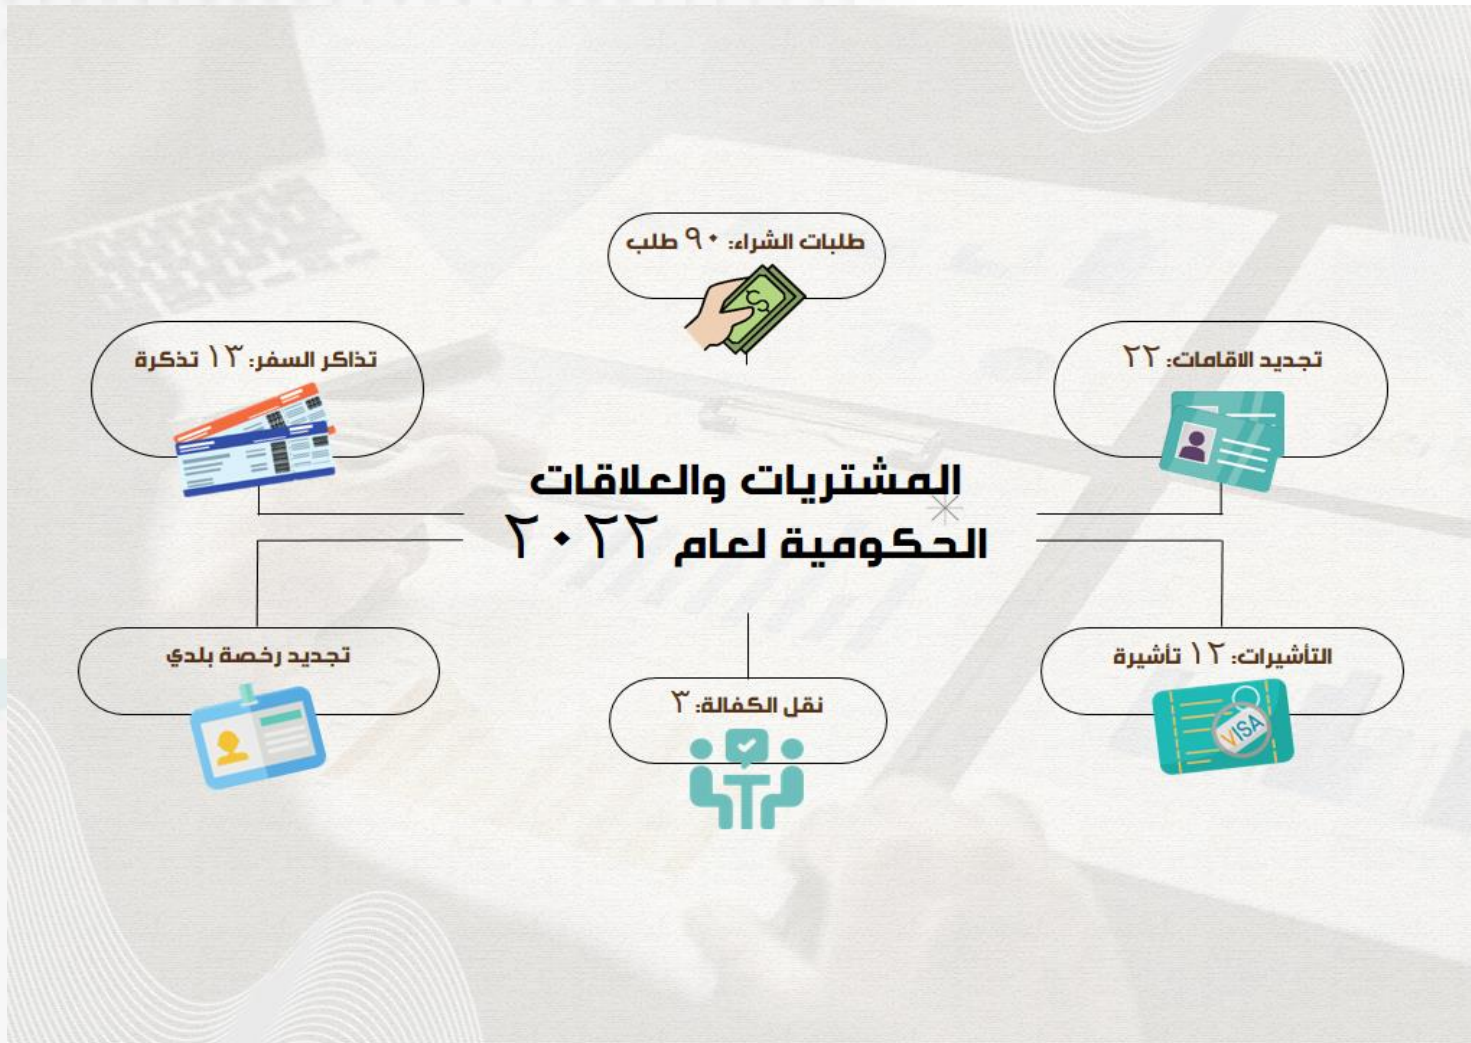 طلبات الشراء: ٩٠ طلب
تجديد الاقامات: ٢٢
تذاكر السفر: ١٣ تذكرة
المشتريات والعلاقات
الحكومية لعام ٢٠٢٢
التأشيرات: ١٢ تأشيرة
تجديد رخصة بلدي
نقل الكفالة: ٣
VISA